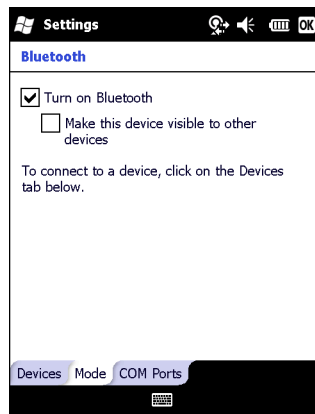 Settings
OK
Bluetooth
Turn on Bluetooth
Make this device visible to other
devices
To connect to a device, click on the Devices
tab below.
Devices Mode COM Ports